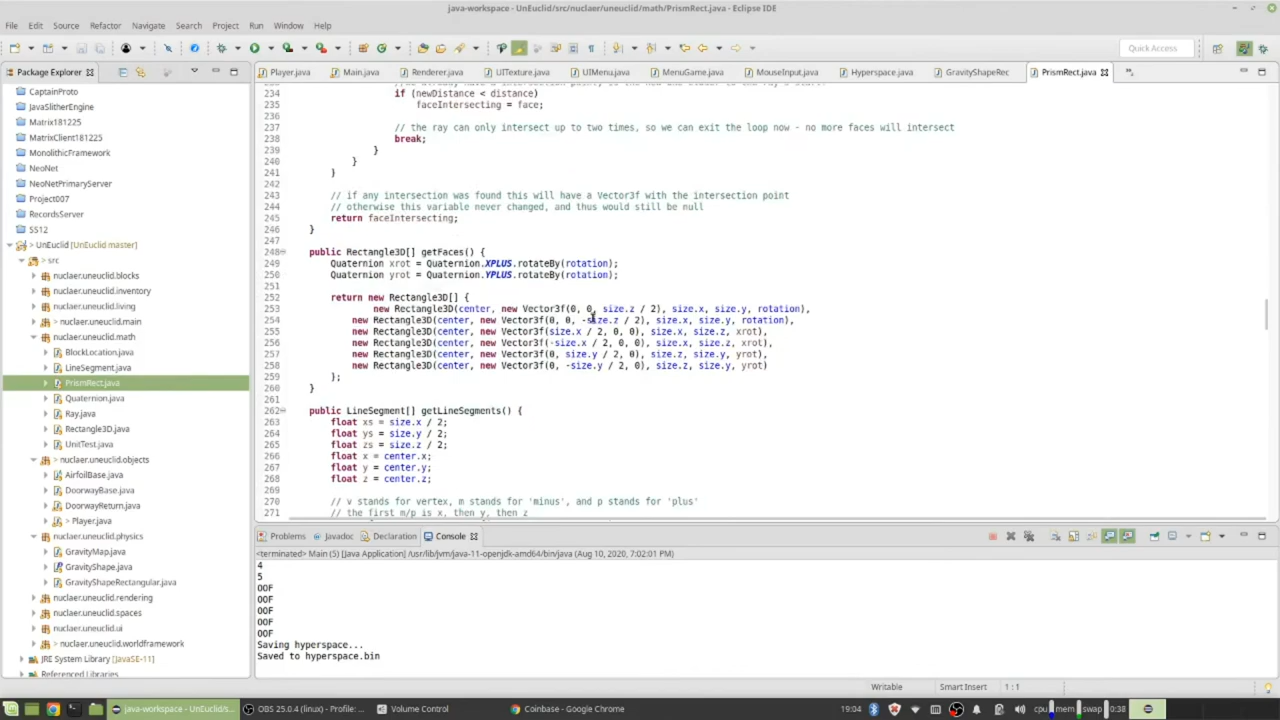 java-workspace - UnEuclid/src/nuclaer/uneuclid/math/PrismRect.java - Eclipse IDE
File Edit Source Refactor Navigate Search Project Run Window Help
Quick Access
Package Explorer
Player.java Main.java Renderer.java UITexture.java UIMenu.java MenuGame.java MouseInput.java Hyperspace.java GravityShapeRec PrismRect.java
CaptainProto
JavaSlitherEngine
Matrix181225
MatrixClient181225
MonolithicFramework
NeoNet
NeoNetPrimaryServer
Project007
RecordsServer
SS12
> UnEuclid [UnEuclid master]
> src
nuclaer.uneuclid.blocks
nuclaer.uneuclid.inventory
nuclaer.uneuclid.living
> nuclaer.uneuclid.main
nuclaer.uneuclid.math
BlockLocation.java
LineSegment.java
PrismRect.java
Quaternion.java
Ray.java
Rectangle3D.java
UnitTest.java
> nuclaer.uneuclid.objects
AirfoilBase.java
DoorwayBase.java
DoorwayReturn.java
> Player.java
nuclaer.uneuclid.physics
GravityMap.java
GravityShape.java
GravityShapeRectangular.java
nuclaer.uneuclid.rendering
nuclaer.uneuclid.spaces
nuclaer.uneuclid.ui
> nuclaer.uneuclid.worldframework
JRE System Library [JavaSE-11]
Referenced Libraries
234 if (newDistance < distance)
235 faceIntersecting = face;
236
237 // the ray can only intersect up to two times, so we can exit the loop now - no more faces will intersect
238 break;
239 }
240 }
241 }
242
243 // if any intersection was found this will have a Vector3f with the intersection point
244 // otherwise this variable never changed, and thus would still be null
245 return faceIntersecting;
246 }
247
248 public Rectangle3D[] getFaces() {
249 Quaternion xrot = Quaternion.XPLUS.rotateBy(rotation);
250 Quaternion yrot = Quaternion.YPLUS.rotateBy(rotation);
251
252 return new Rectangle3D[] {
253 new Rectangle3D(center, new Vector3f(0, 0, size.z / 2), size.x, size.y, rotation),
254 new Rectangle3D(center, new Vector3f(0, 0, -size.z / 2), size.x, size.y, rotation),
255 new Rectangle3D(center, new Vector3f(size.x / 2, 0, 0), size.x, size.z, xrot),
256 new Rectangle3D(center, new Vector3f(-size.x / 2, 0, 0), size.x, size.z, xrot),
257 new Rectangle3D(center, new Vector3f(0, size.y / 2, 0), size.z, size.y, yrot),
258 new Rectangle3D(center, new Vector3f(0, -size.y / 2, 0), size.z, size.y, yrot)
259 };
260 }
261
262 public LineSegment[] getLineSegments() {
263 float xs = size.x / 2;
264 float ys = size.y / 2;
265 float zs = size.z / 2;
266 float x = center.x;
267 float y = center.y;
268 float z = center.z;
269
270 // v stands for vertex, m stands for 'minus', and p stands for 'plus'
271 // the first m/p is x, then y, then z
Problems Javadoc Declaration Console
<terminated> Main (5) [Java Application] /usr/lib/jvm/java-11-openjdk-amd64/bin/java (Aug 10, 2020, 7:02:01 PM)
4
5
OOF
OOF
OOF
OOF
OOF
Saving hyperspace...
Saved to hyperspace.bin
Writable Smart Insert 1 : 1
java-workspace - UnEuclid/s... OBS 25.0.4 (linux) - Profile: ... Volume Control Coinbase - Google Chrome 19:04 cpu mem swap 0:38